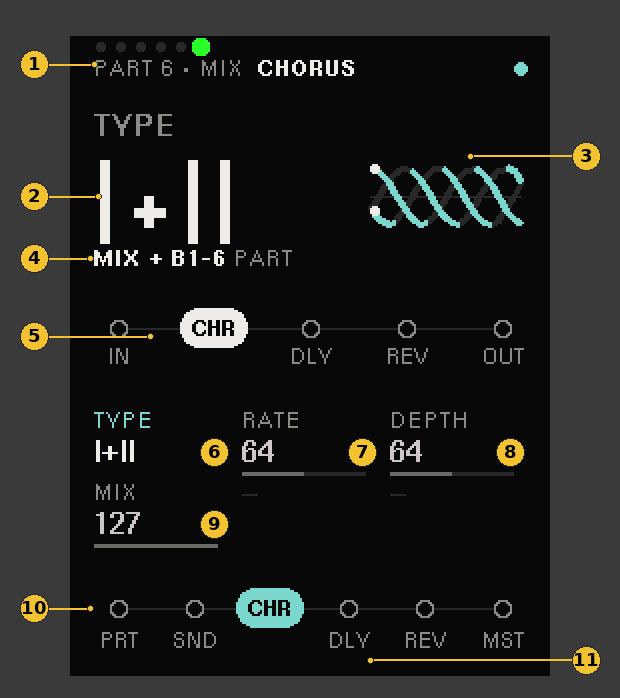 1 PART 6 · MIX CHORUS
TYPE
3
2 I + II
4 MIX + B1-6 PART
CHR
5
IN DLY REV OUT
TYPE RATE DEPTH
I+II 6 64 7 64 8
MIX — —
127 9
10 CHR
PRT SND DLY REV MST
11